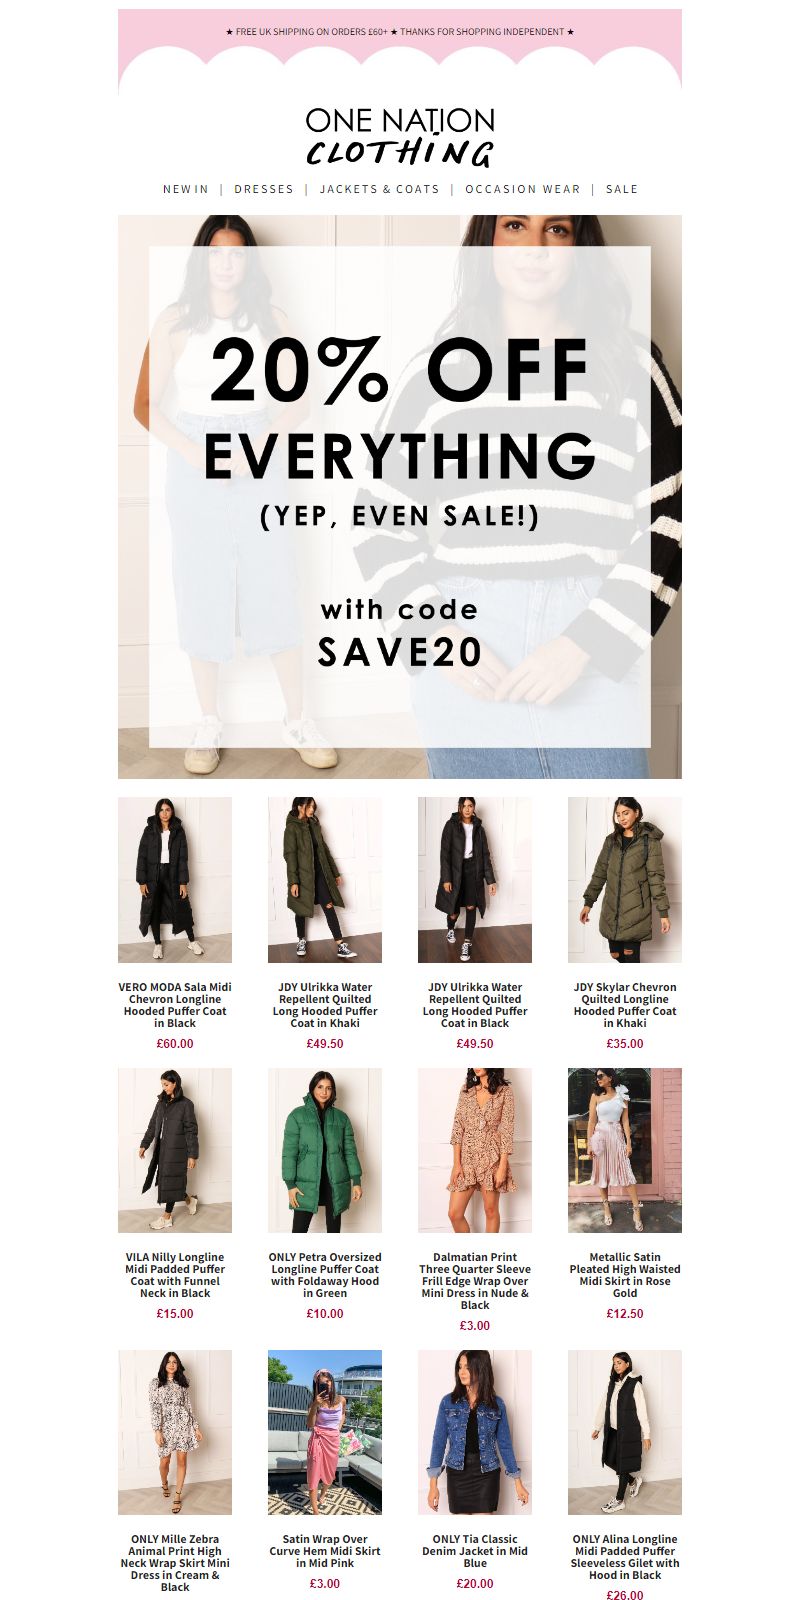 ★ FREE UK SHIPPING ON ORDERS £60+ ★ THANKS FOR SHOPPING INDEPENDENT ★
ONE NATION
CLOTHING
NEW IN | DRESSES | JACKETS & COATS | OCCASION WEAR | SALE
20% OFF
EVERYTHING
(YEP, EVEN SALE!)
with code
SAVE20
VERO MODA Sala Midi
Chevron Longline
Hooded Puffer Coat
in Black
£60.00
JDY Ulrikka Water
Repellent Quilted
Long Hooded Puffer
Coat in Khaki
£49.50
JDY Ulrikka Water
Repellent Quilted
Long Hooded Puffer
Coat in Black
£49.50
JDY Skylar Chevron
Quilted Longline
Hooded Puffer Coat
in Khaki
£35.00
VILA Nilly Longline
Midi Padded Puffer
Coat with Funnel
Neck in Black
£15.00
ONLY Petra Oversized
Longline Puffer Coat
with Foldaway Hood
in Green
£10.00
Dalmatian Print
Three Quarter Sleeve
Frill Edge Wrap Over
Mini Dress in Nude &
Black
£3.00
Metallic Satin
Pleated High Waisted
Midi Skirt in Rose
Gold
£12.50
ONLY Mille Zebra
Animal Print High
Neck Wrap Skirt Mini
Dress in Cream &
Black
Satin Wrap Over
Curve Hem Midi Skirt
in Mid Pink
£3.00
ONLY Tia Classic
Denim Jacket in Mid
Blue
£20.00
ONLY Alina Longline
Midi Padded Puffer
Sleeveless Gilet with
Hood in Black
£26.00